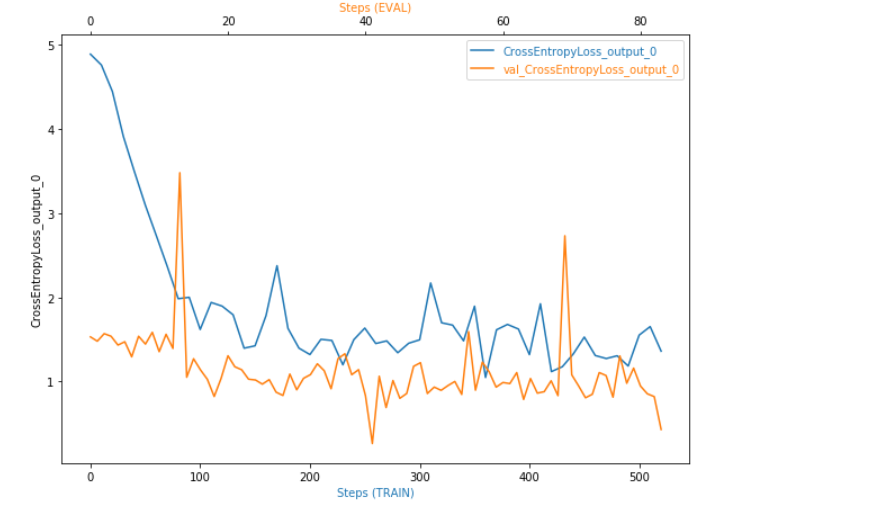 Steps (EVAL)
0 20 40 60 80
CrossEntropyLoss_output_0
val_CrossEntropyLoss_output_0
5
4
3
2
1
CrossEntropyLoss_output_0
0 100 200 300 400 500
Steps (TRAIN)